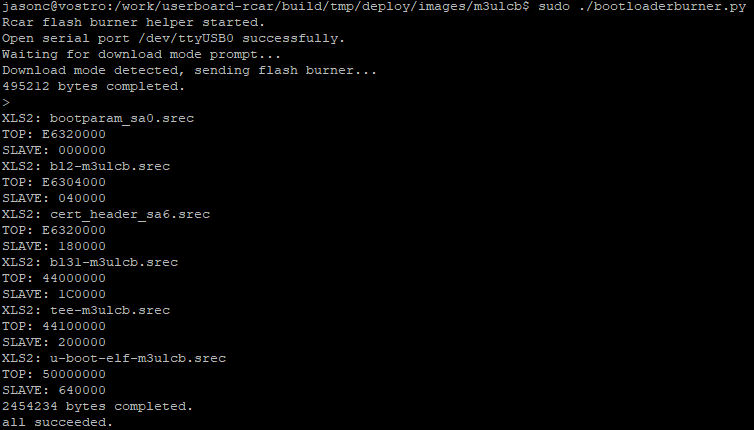 jasonc@vostro:/work/userboard-rcar/build/tmp/deploy/images/m3ulcb$ sudo ./bootloaderburner.py
Rcar flash burner helper started.
Open serial port /dev/ttyUSB0 successfully.
Waiting for download mode prompt...
Download mode detected, sending flash burner...
495212 bytes completed.
>
XLS2: bootparam_sa0.srec
TOP: E6320000
SLAVE: 000000
XLS2: bl2-m3ulcb.srec
TOP: E6304000
SLAVE: 040000
XLS2: cert_header_sa6.srec
TOP: E6320000
SLAVE: 180000
XLS2: bl31-m3ulcb.srec
TOP: 44000000
SLAVE: 1C0000
XLS2: tee-m3ulcb.srec
TOP: 44100000
SLAVE: 200000
XLS2: u-boot-elf-m3ulcb.srec
TOP: 50000000
SLAVE: 640000
2454234 bytes completed.
all succeeded.